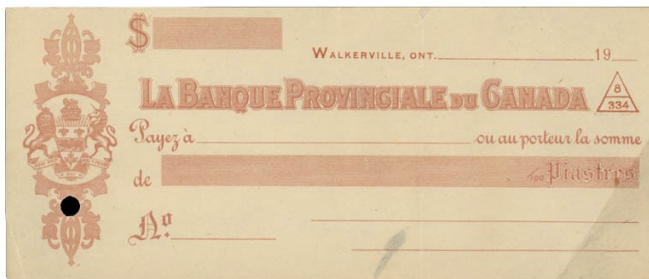 $
WALKERVILLE, ONT. 19
LA BANQUE PROVINCIALE DU CANADA
8
334
Payez à ou au porteur la somme
de 100 Piastres
No.